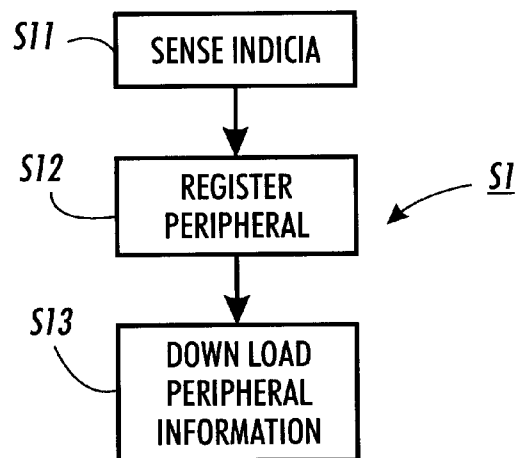 S11
SENSE INDICIA
S12
REGISTER
PERIPHERAL
S1
S13
DOWN LOAD
PERIPHERAL
INFORMATION